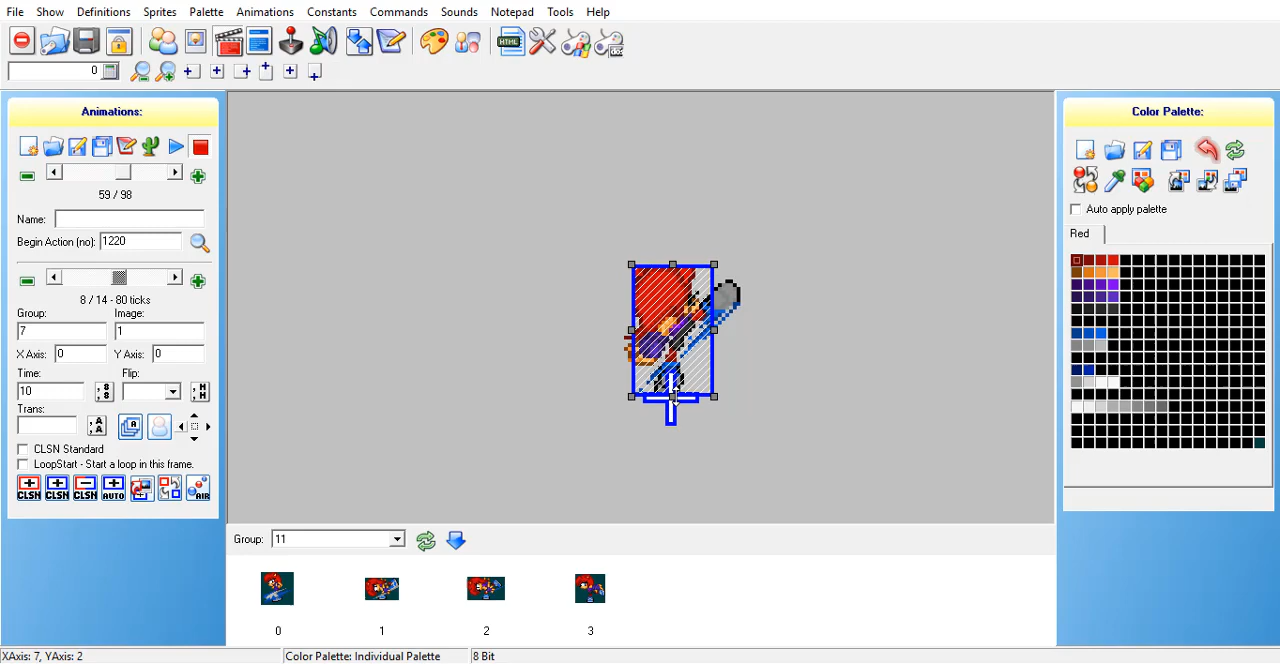 File Show Definitions Sprites Palette Animations Constants Commands Sounds Notepad Tools Help
HTML
0
Animations:
59 / 98
Name:
Begin Action (no): 1220
8 / 14 - 80 ticks
Group: Image:
7 1
X Axis: 0 Y Axis: 0
Time: Flip:
10
Trans:
CLSN Standard
LoopStart - Start a loop in this frame.
CLSN CLSN CLSN AUTO AIR
Group: 11
0 1 2 3
Color Palette:
Auto apply palette
Red
XAxis: 7, YAxis: 2 Color Palette: Individual Palette 8 Bit